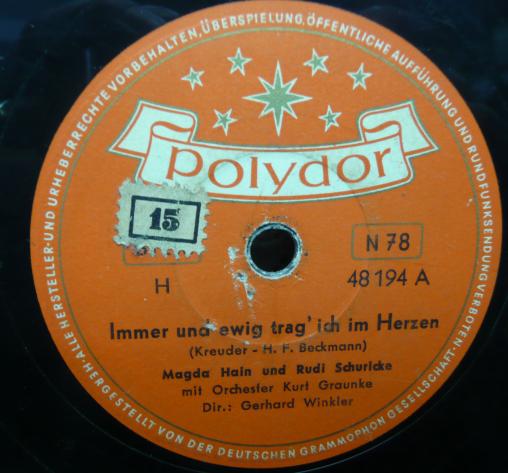 ALLE HERSTELLER-UND URHEBERRECHTE VORBEHALTEN, ÜBERSPIELUNG, ÖFFENTLICHE AUFFÜHRUNG UND RUNDFUNKSENDUNG VERBOTEN.
polydor
15
N 78
H
48194 A
Immer und ewig trag' ich im Herzen
(Kreuder - H. F. Beckmann)
Magda Hain und Rudi Schuricke
mit Orchester Kurt Graunke
Dir.: Gerhard Winkler
HERGESTELLT VON DER DEUTSCHEN GRAMMOPHON GESELLSCHAFT